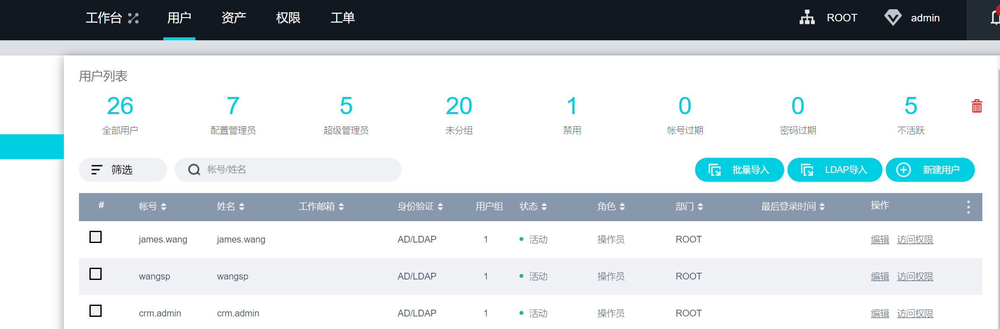 工作台 用户 资产 权限 工单 ROOT admin
用户列表
26 7 5 20 1 0 0 5
全部用户 配置管理员 超级管理员 未分组 禁用 帐号过期 密码过期 不活跃
筛选 帐号/姓名 批量导入 LDAP导入 新建用户
# 帐号 姓名 工作邮箱 身份验证 用户组 状态 角色 部门 最后登录时间 操作
james.wang james.wang AD/LDAP 1 活动 操作员 ROOT 编辑 访问权限
wangsp wangsp AD/LDAP 1 活动 操作员 ROOT 编辑 访问权限
crm.admin crm.admin AD/LDAP 1 活动 操作员 ROOT 编辑 访问权限